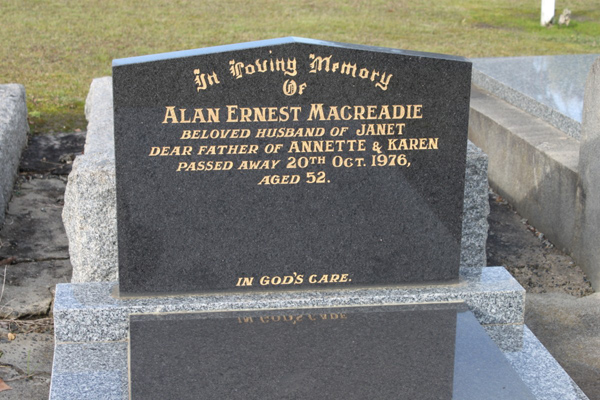 In Loving Memory
Of
ALAN ERNEST MACREADIE
BELOVED HUSBAND OF JANET
DEAR FATHER OF ANNETTE & KAREN
PASSED AWAY 20TH OCT. 1976,
AGED 52.
IN GOD'S CARE.